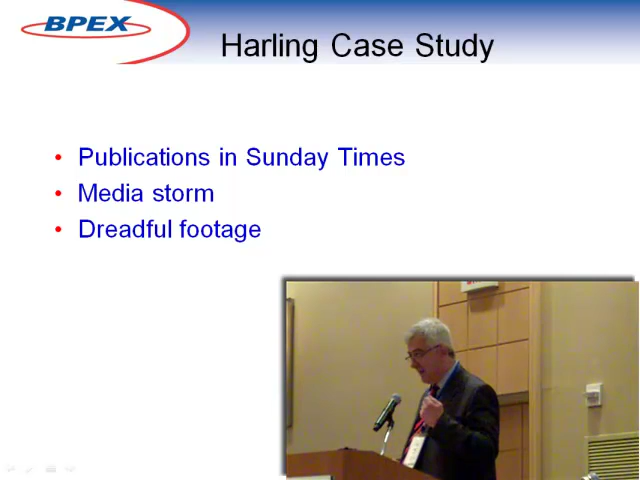 BPEX
Harling Case Study
• Publications in Sunday Times
• Media storm
• Dreadful footage